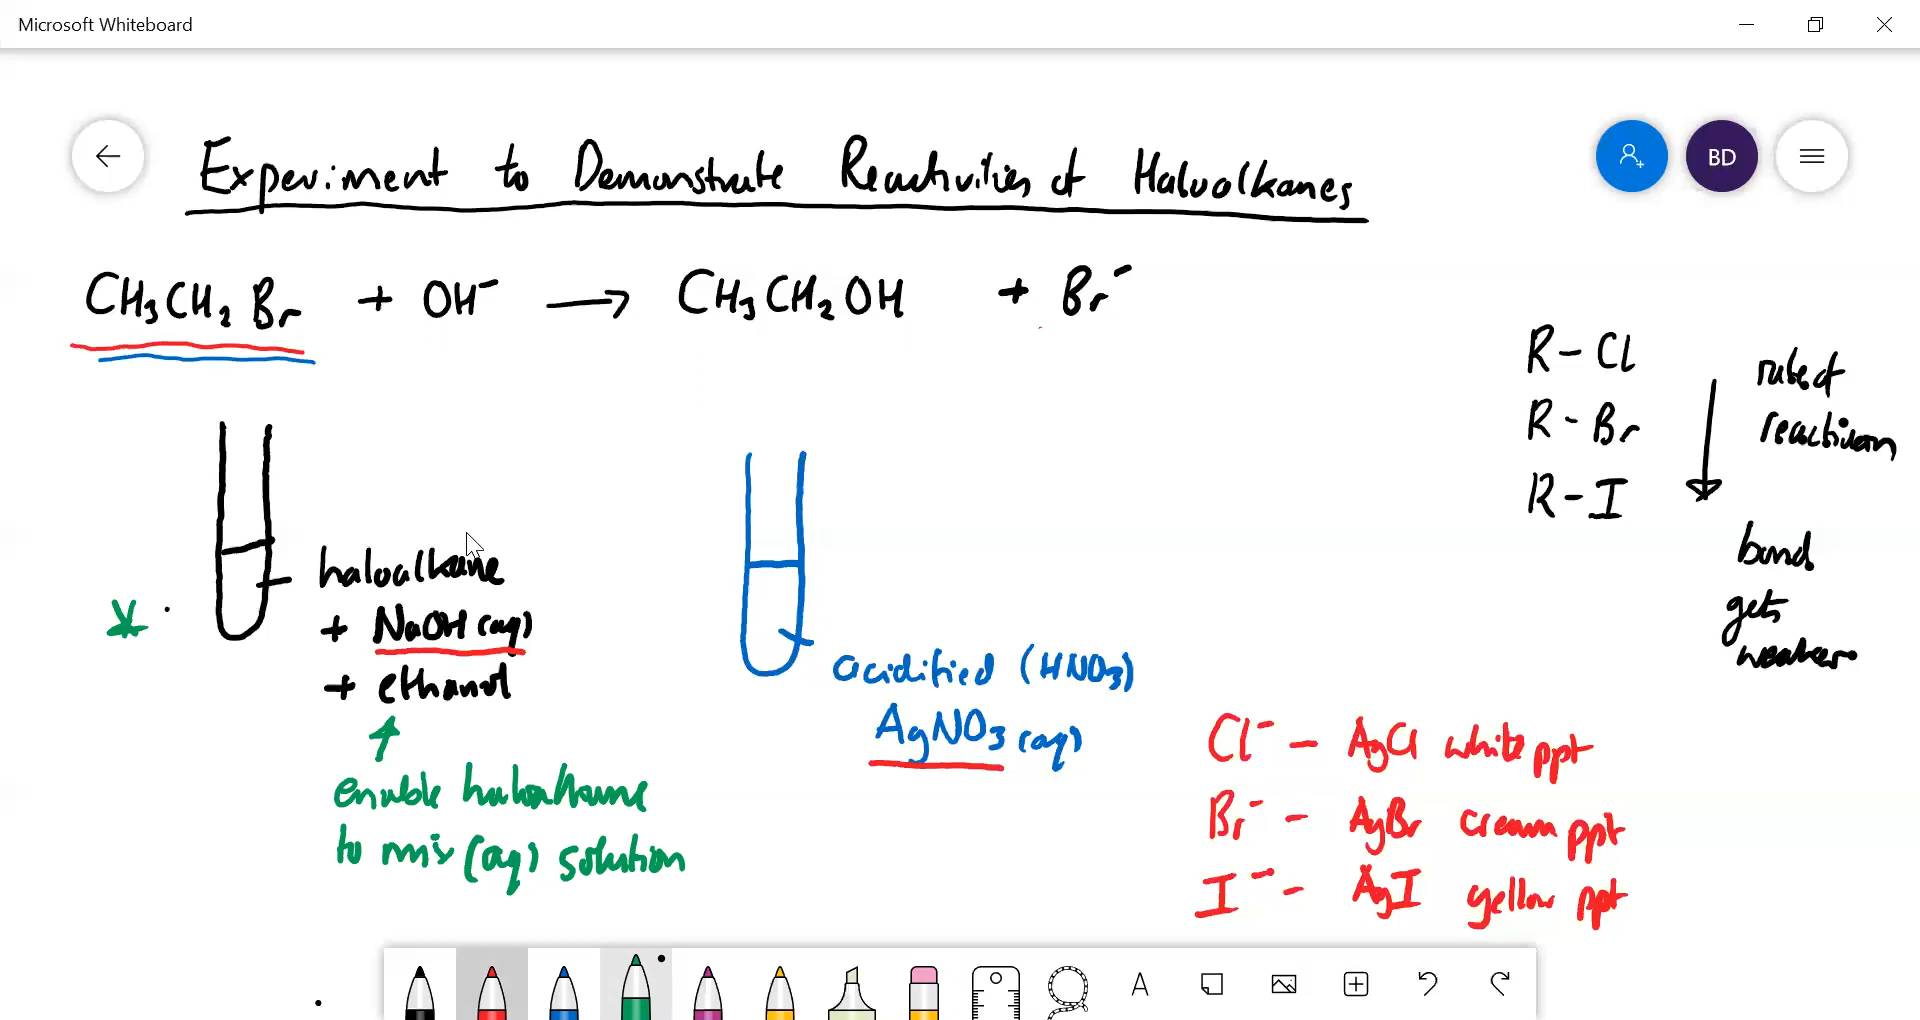 Microsoft Whiteboard
BD
Experiment to Demonstrate Reactivities of Haloalkanes
CH₃CH₂Br + OH⁻ → CH₃CH₂OH + Br⁻
R - Cl
R - Br
R - I
rate of
reaction
bond
gets
weaker
haloalkane
+ NaOH (aq)
+ ethanol
enable haloalkane
to mix (aq) solution
acidified (HNO₃)
AgNO₃ (aq)
Cl⁻ - AgCl white ppt
Br⁻ - AgBr cream ppt
I⁻ - AgI yellow ppt
A